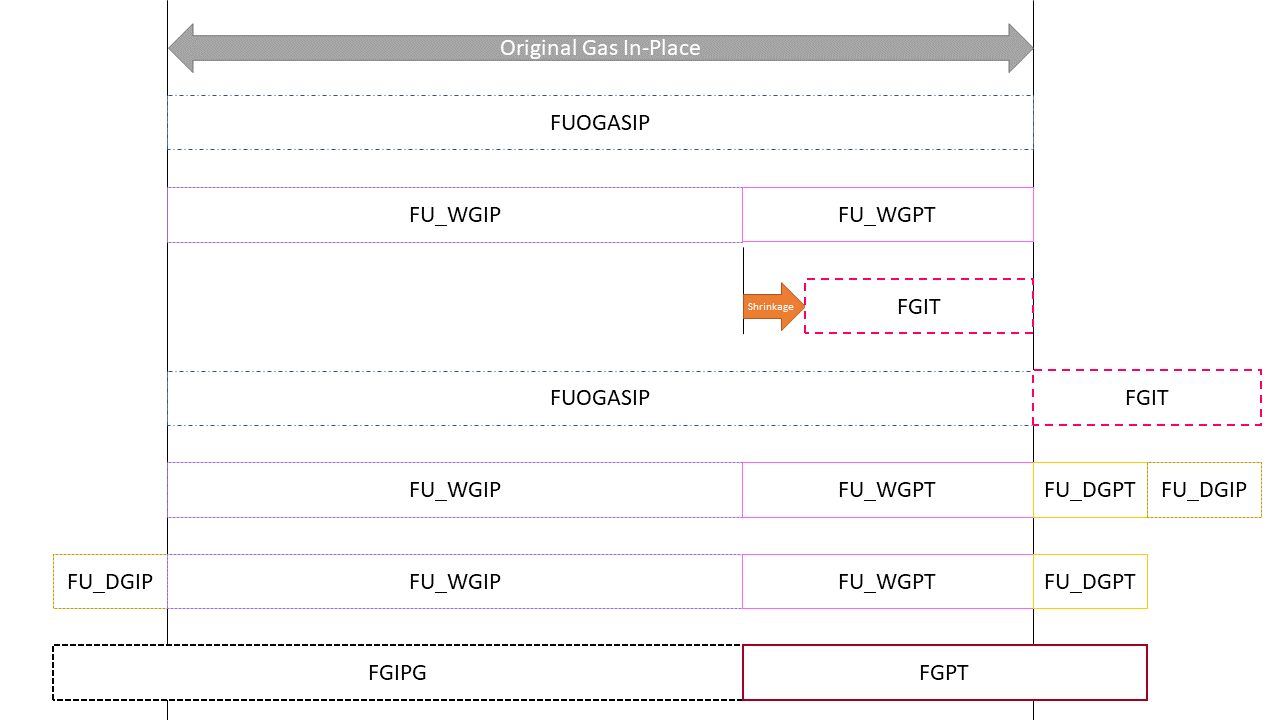 Original Gas In-Place
FUOGASIP
FU_WGIP FU_WGPT
Shrinkage FGIT
FUOGASIP FGIT
FU_WGIP FU_WGPT FU_DGPT FU_DGIP
FU_DGIP FU_WGIP FU_WGPT FU_DGPT
FGIPG FGPT